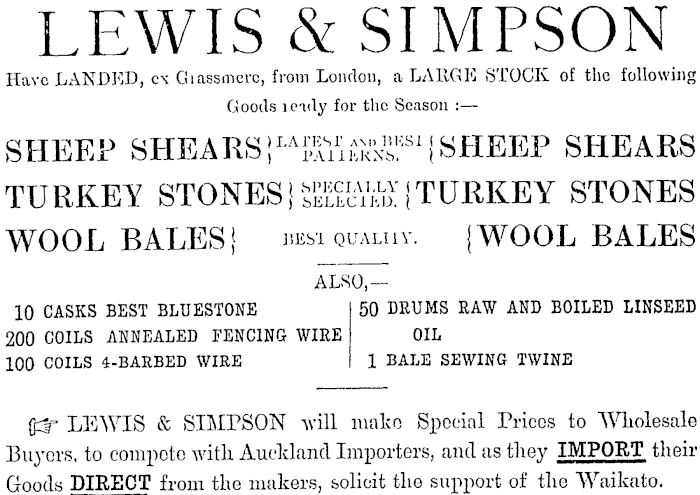 LEWIS & SIMPSON
Have LANDED, ex Grassmere, from London, a LARGE STOCK of the following
Goods ready for the Season :—
SHEEP SHEARS} LATEST AND BEST PATTERNS. {SHEEP SHEARS
TURKEY STONES} SPECIALLY SELECTED. {TURKEY STONES
WOOL BALES} BEST QUALITY. {WOOL BALES
ALSO,—
10 CASKS BEST BLUESTONE
200 COILS ANNEALED FENCING WIRE
100 COILS 4-BARBED WIRE
50 DRUMS RAW AND BOILED LINSEED
OIL
1 BALE SEWING TWINE
☞ LEWIS & SIMPSON will make Special Prices to Wholesale
Buyers, to compete with Auckland Importers, and as they IMPORT their
Goods DIRECT from the makers, solicit the support of the Waikato.